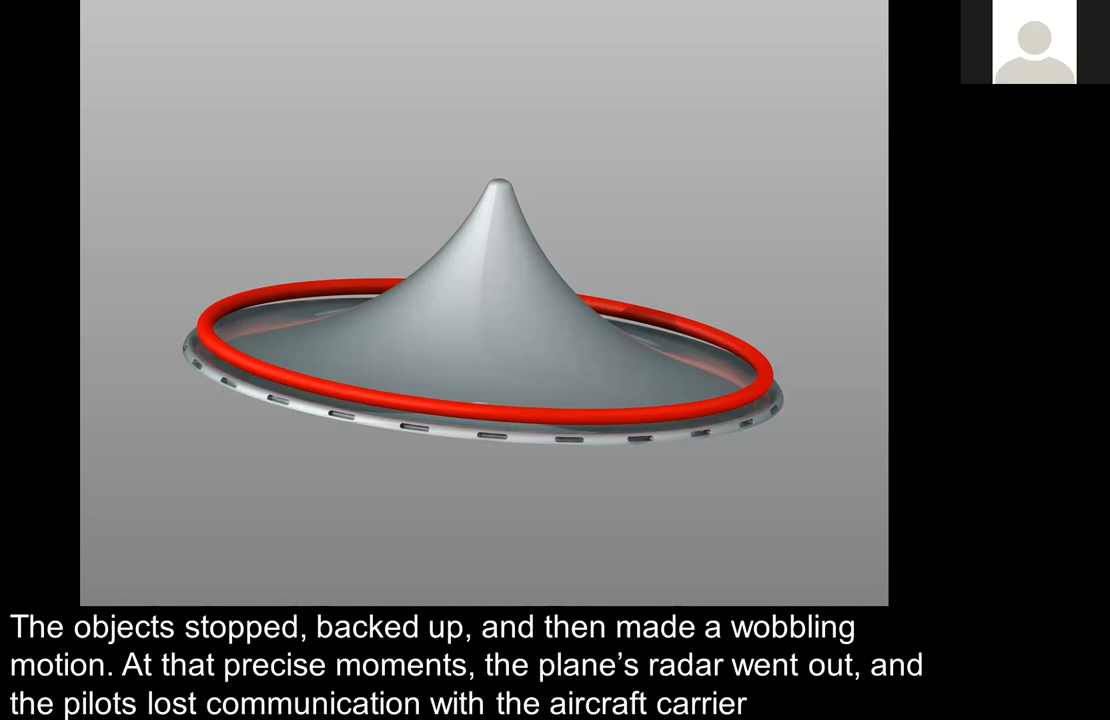 The objects stopped, backed up, and then made a wobbling
motion. At that precise moments, the plane’s radar went out, and
the pilots lost communication with the aircraft carrier